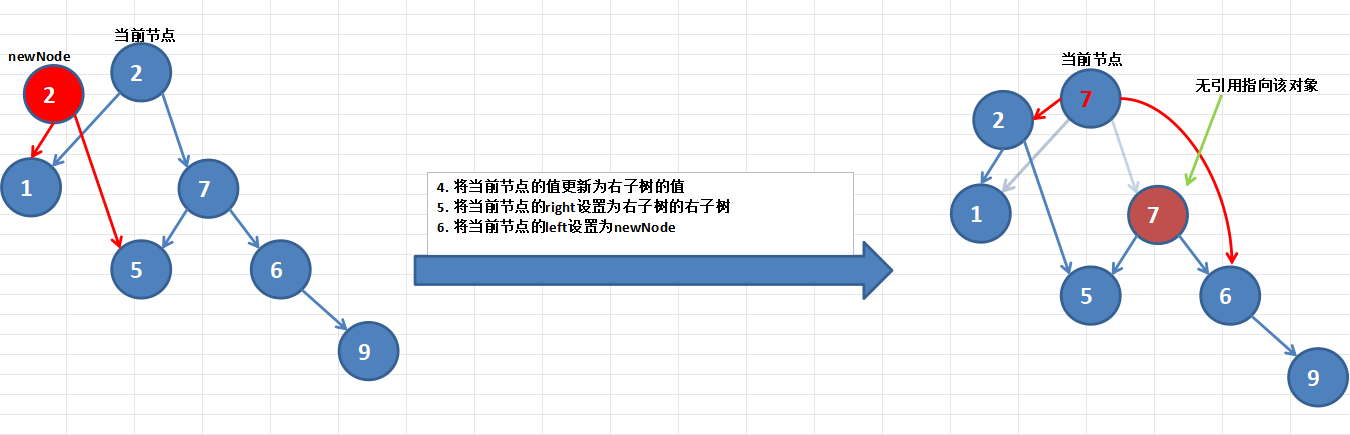 newNode
当前节点
2
2
1
7
5
6
9
4. 将当前节点的值更新为右子树的值
5. 将当前节点的right设置为右子树的右子树
6. 将当前节点的left设置为newNode
当前节点
无引用指向该对象
7
2
1
7
5
6
9